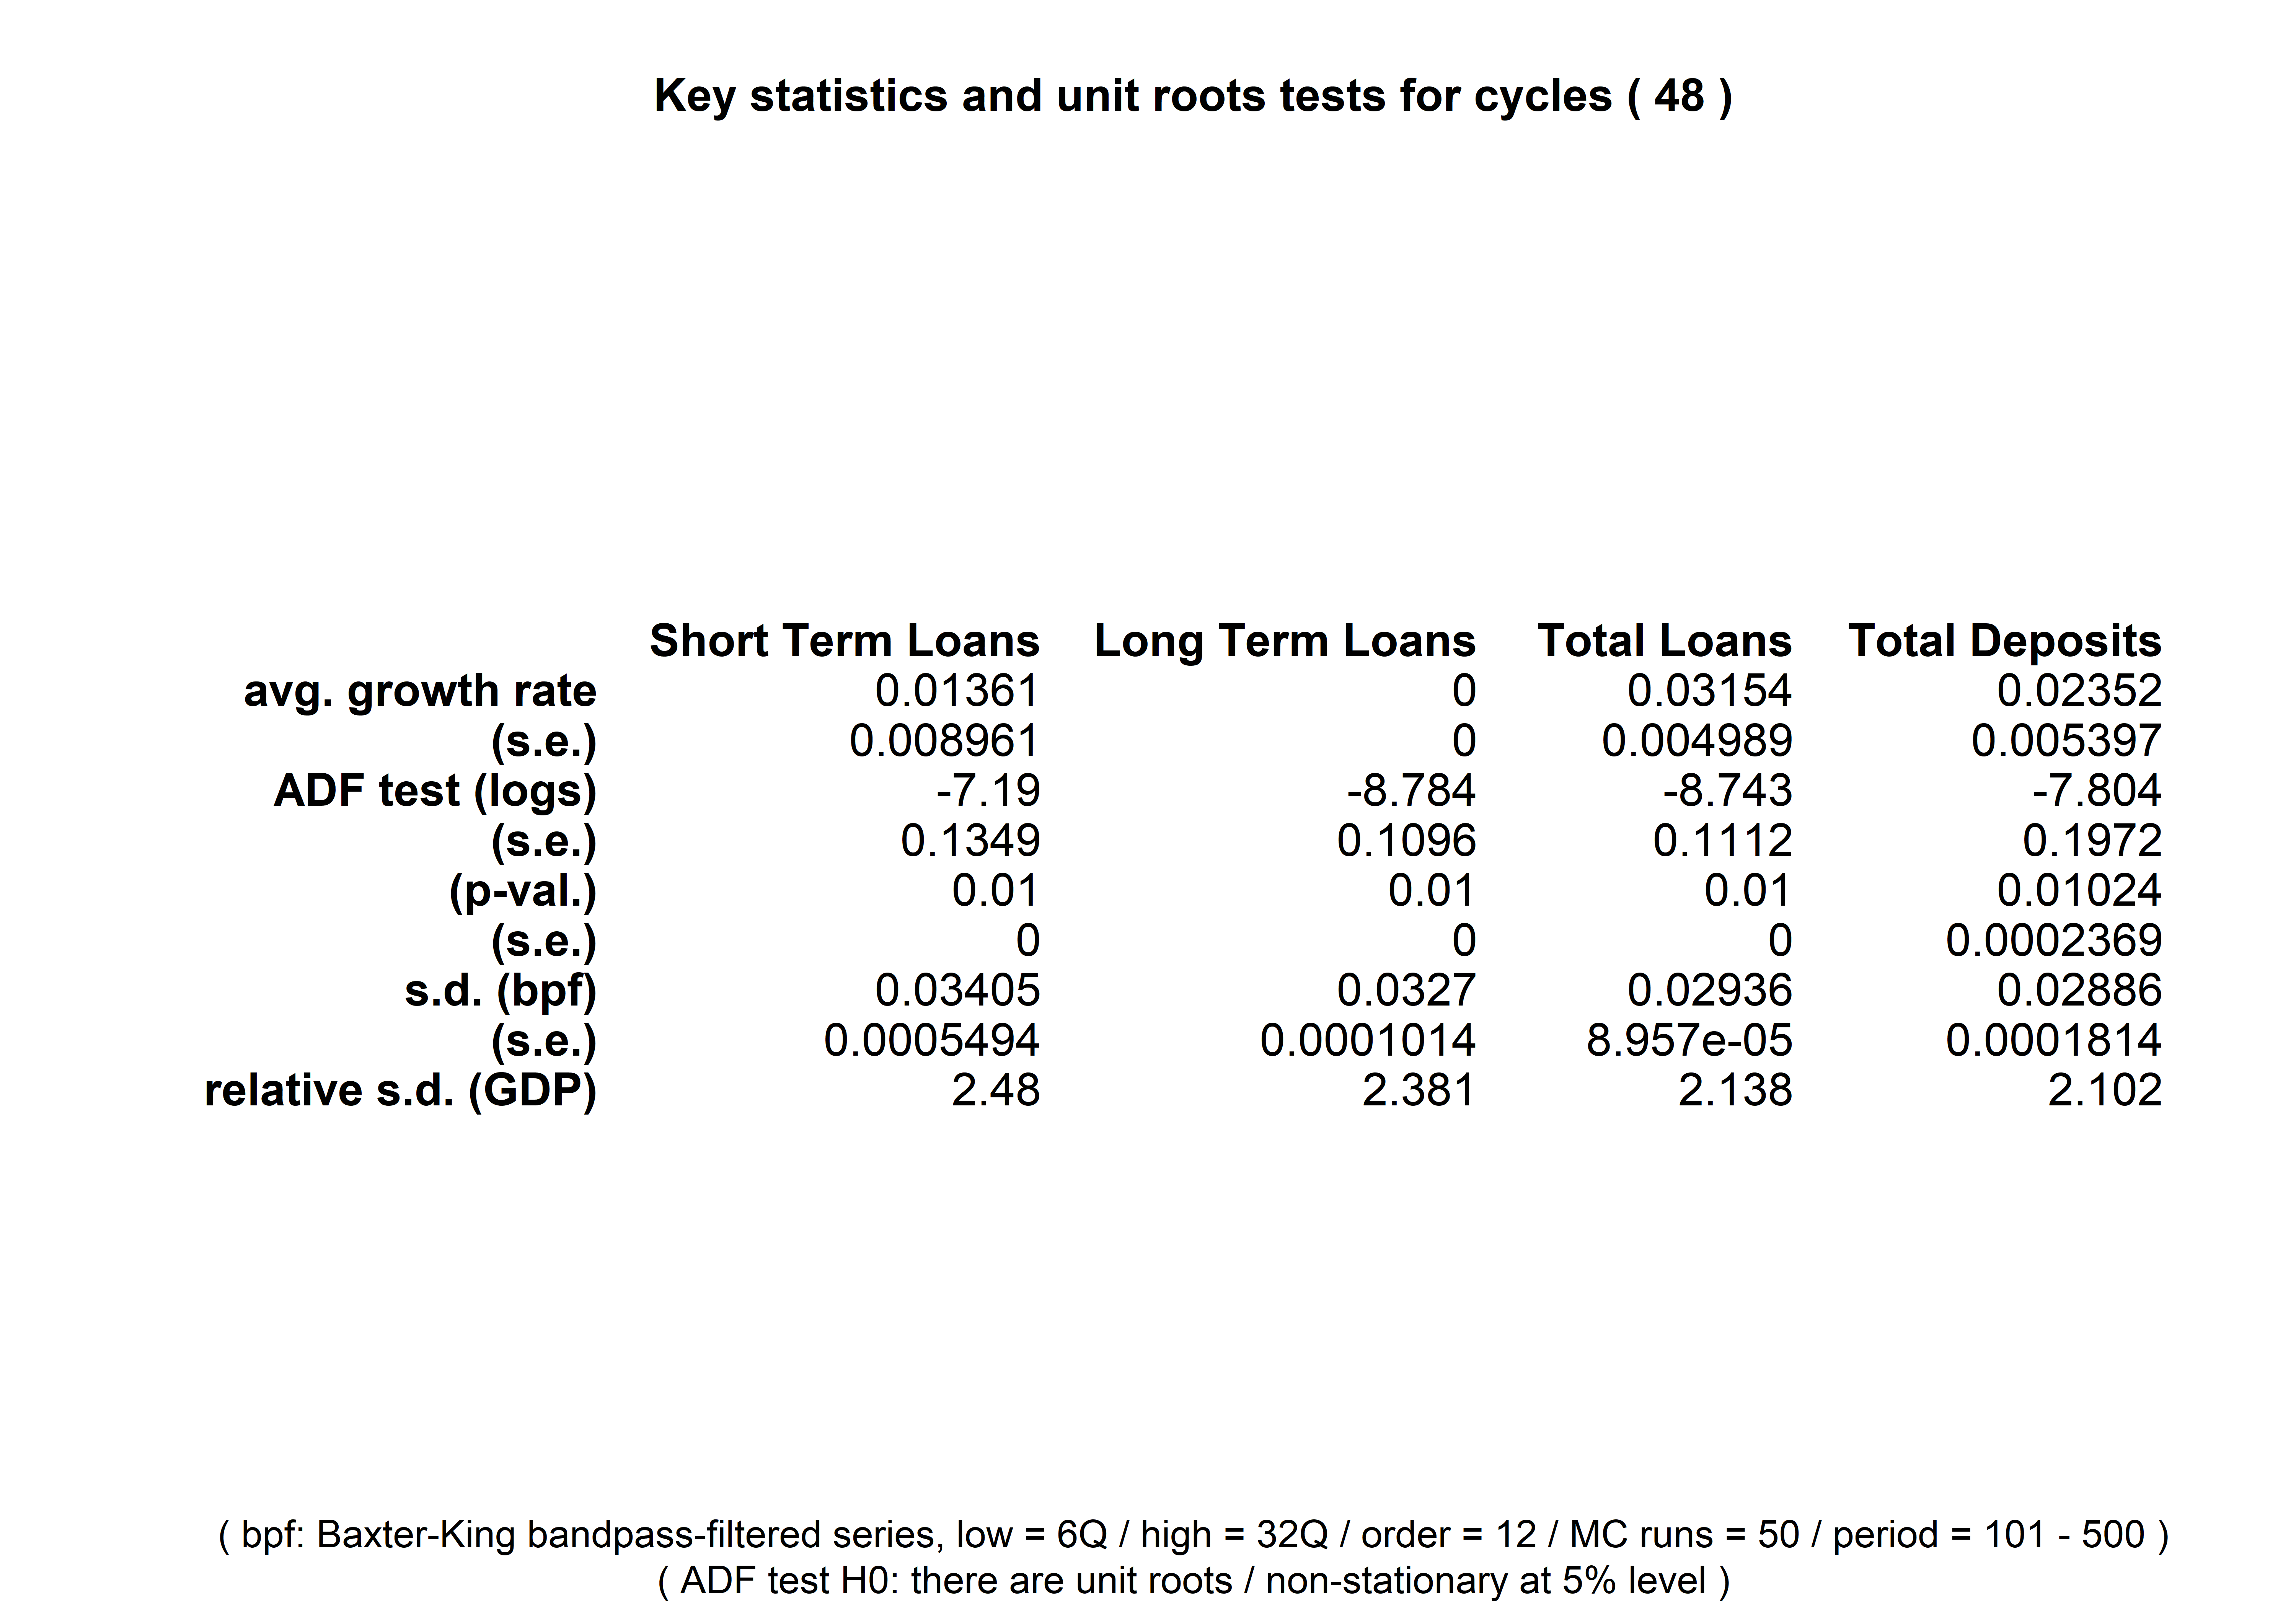 Key statistics and unit roots tests for cycles ( 48 )
Short Term Loans Long Term Loans Total Loans Total Deposits
avg. growth rate 0.01361 0 0.03154 0.02352
(s.e.) 0.008961 0 0.004989 0.005397
ADF test (logs) -7.19 -8.784 -8.743 -7.804
(s.e.) 0.1349 0.1096 0.1112 0.1972
(p-val.) 0.01 0.01 0.01 0.01024
(s.e.) 0 0 0 0.0002369
s.d. (bpf) 0.03405 0.0327 0.02936 0.02886
(s.e.) 0.0005494 0.0001014 8.957e-05 0.0001814
relative s.d. (GDP) 2.48 2.381 2.138 2.102
( bpf: Baxter-King bandpass-filtered series, low = 6Q / high = 32Q / order = 12 / MC runs = 50 / period = 101 - 500 )
( ADF test H0: there are unit roots / non-stationary at 5% level )